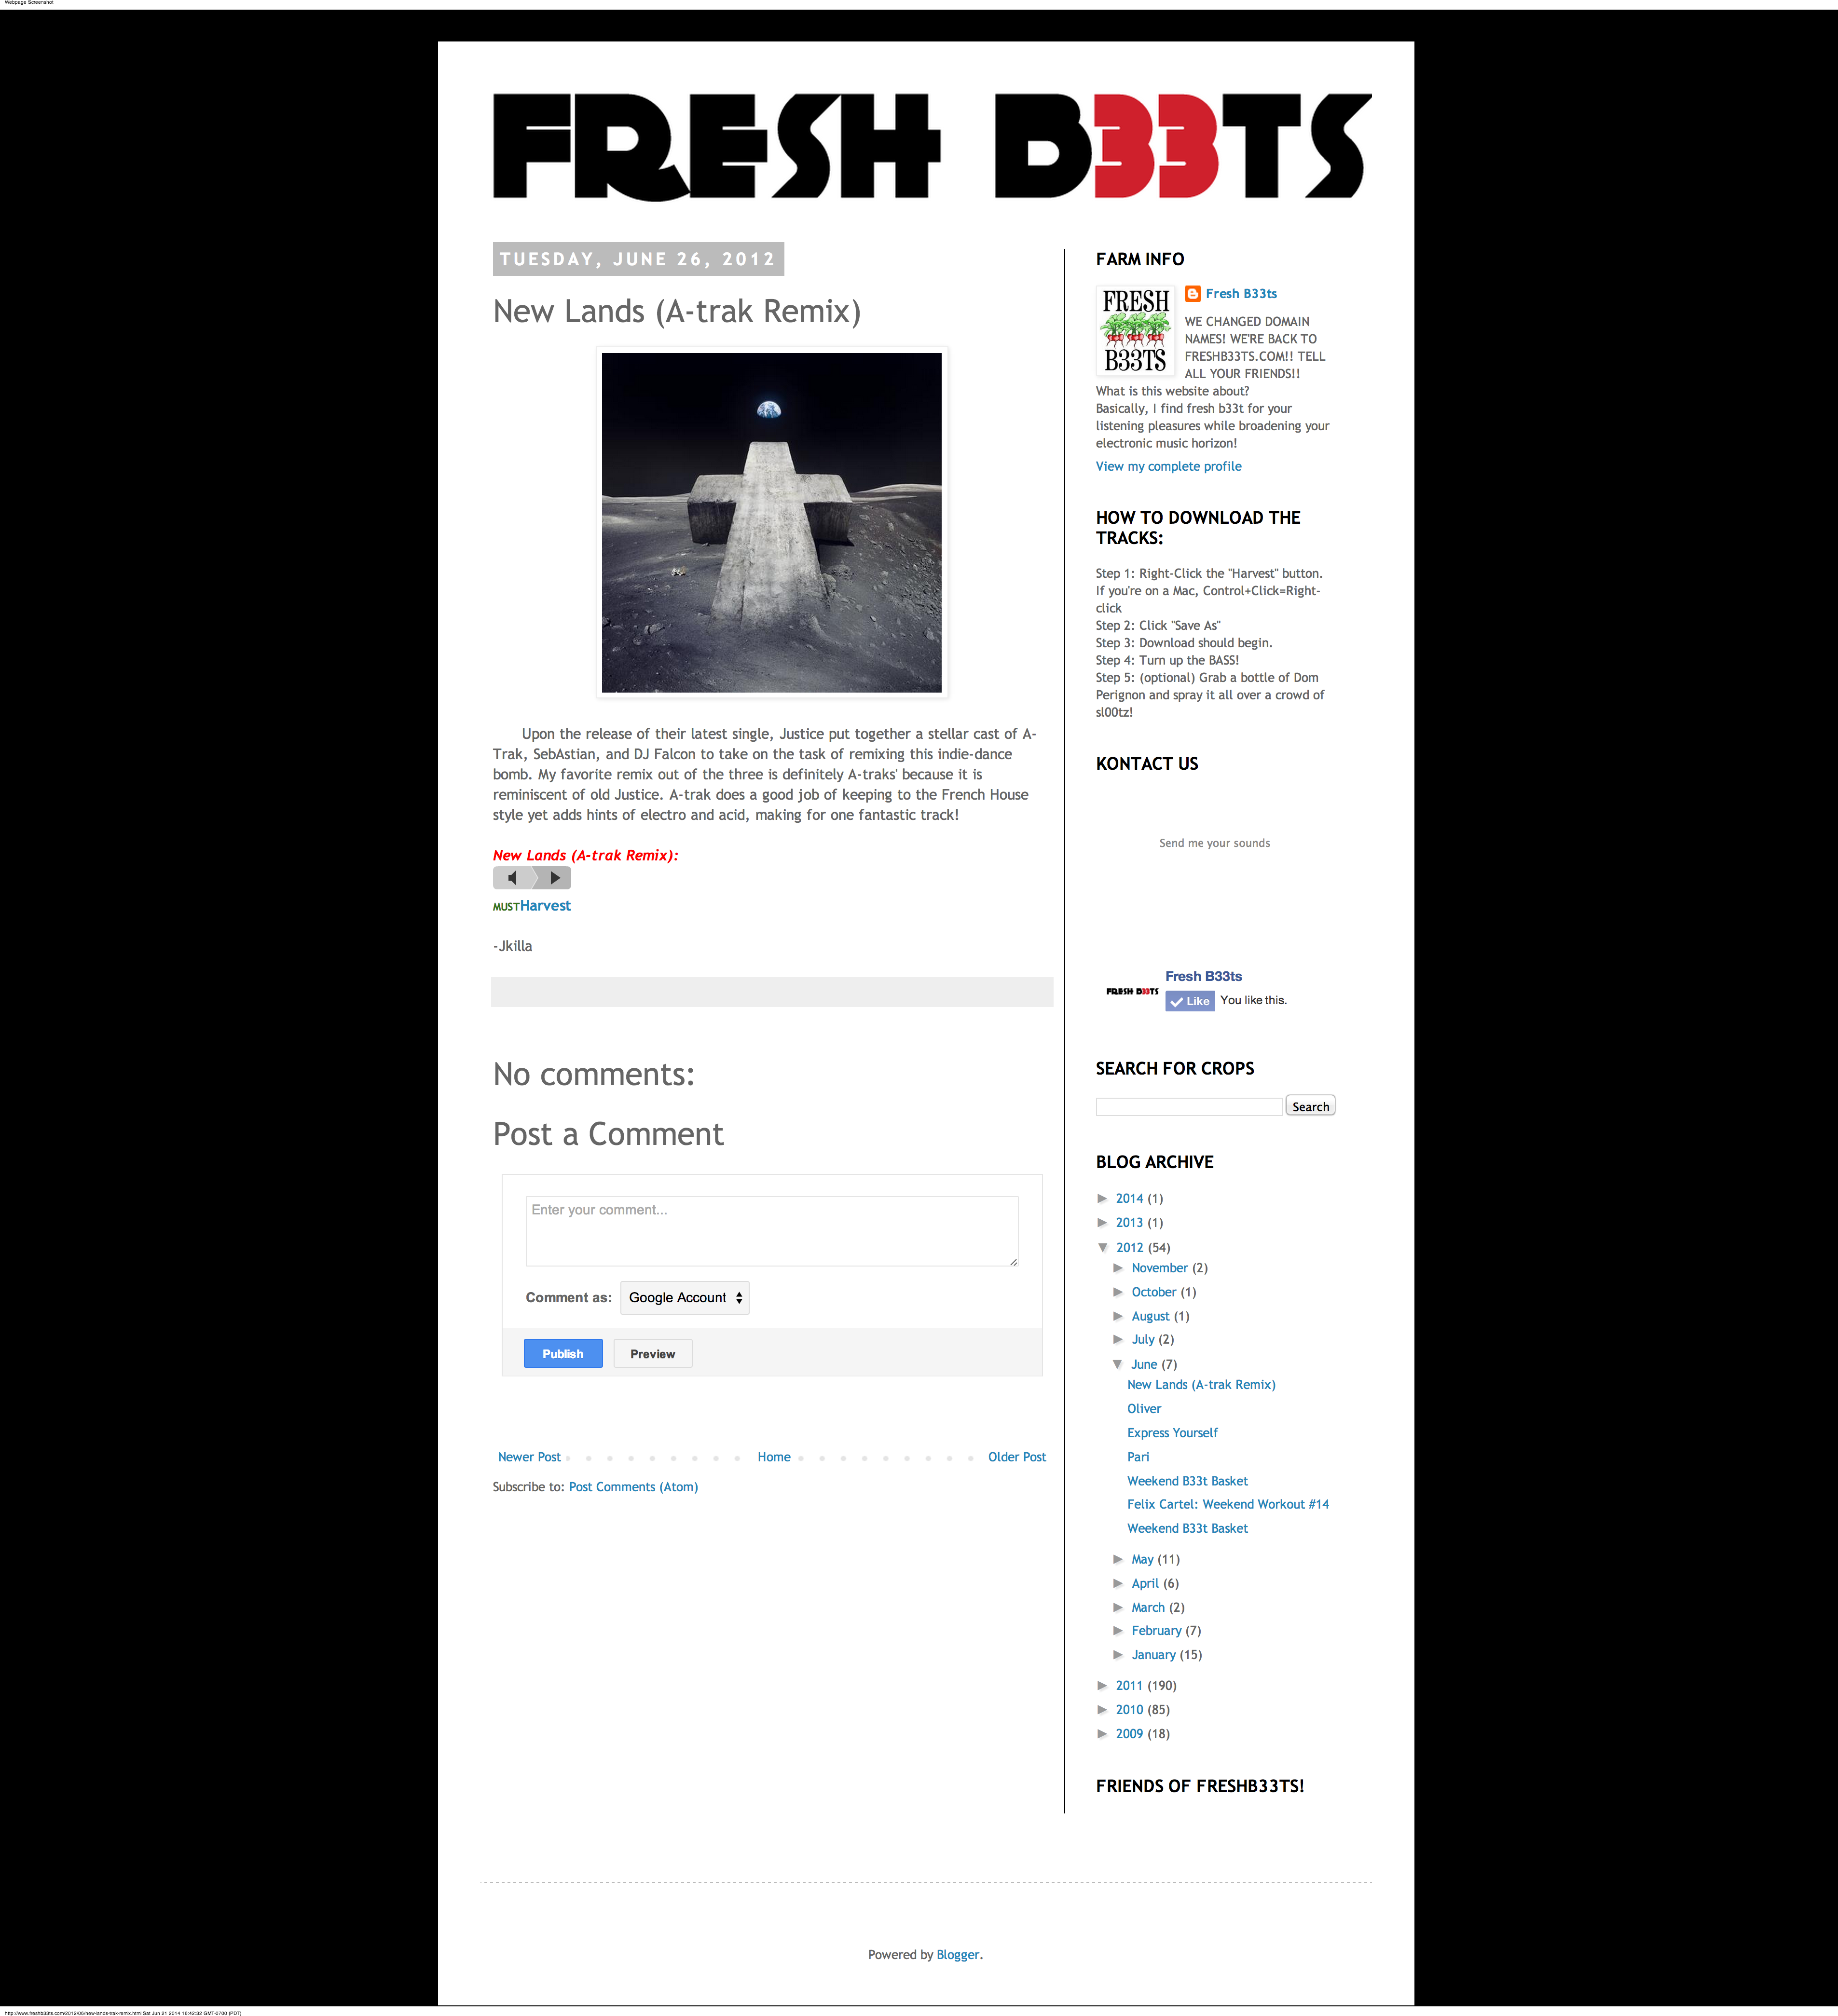 Webpage Screenshot
FRESH B33TS
TUESDAY, JUNE 26, 2012
New Lands (A-trak Remix)
Upon the release of their latest single, Justice put together a stellar cast of A-
Trak, SebAstian, and DJ Falcon to take on the task of remixing this indie-dance
bomb. My favorite remix out of the three is definitely A-traks' because it is
reminiscent of old Justice. A-trak does a good job of keeping to the French House
style yet adds hints of electro and acid, making for one fantastic track!
New Lands (A-trak Remix):
MUSTHarvest
-Jkilla
No comments:
Post a Comment
Enter your comment...
Comment as: Google Account
Publish Preview
Newer Post Home Older Post
Subscribe to: Post Comments (Atom)
FARM INFO
FRESH
B33TS
Fresh B33ts
WE CHANGED DOMAIN
NAMES! WE'RE BACK TO
FRESHB33TS.COM!! TELL
ALL YOUR FRIENDS!!
What is this website about?
Basically, I find fresh b33t for your
listening pleasures while broadening your
electronic music horizon!
View my complete profile
HOW TO DOWNLOAD THE
TRACKS:
Step 1: Right-Click the "Harvest" button.
If you're on a Mac, Control+Click=Right-
click
Step 2: Click "Save As"
Step 3: Download should begin.
Step 4: Turn up the BASS!
Step 5: (optional) Grab a bottle of Dom
Perignon and spray it all over a crowd of
sl00tz!
KONTACT US
Send me your sounds
FRESH B33TS
Fresh B33ts
Like You like this.
SEARCH FOR CROPS
Search
BLOG ARCHIVE
► 2014 (1)
► 2013 (1)
▼ 2012 (54)
► November (2)
► October (1)
► August (1)
► July (2)
▼ June (7)
New Lands (A-trak Remix)
Oliver
Express Yourself
Pari
Weekend B33t Basket
Felix Cartel: Weekend Workout #14
Weekend B33t Basket
► May (11)
► April (6)
► March (2)
► February (7)
► January (15)
► 2011 (190)
► 2010 (85)
► 2009 (18)
FRIENDS OF FRESHB33TS!
Powered by Blogger.
http://www.freshb33ts.com/2012/06/new-lands-trak-remix.html Sat Jun 21 2014 16:42:32 GMT-0700 (PDT)